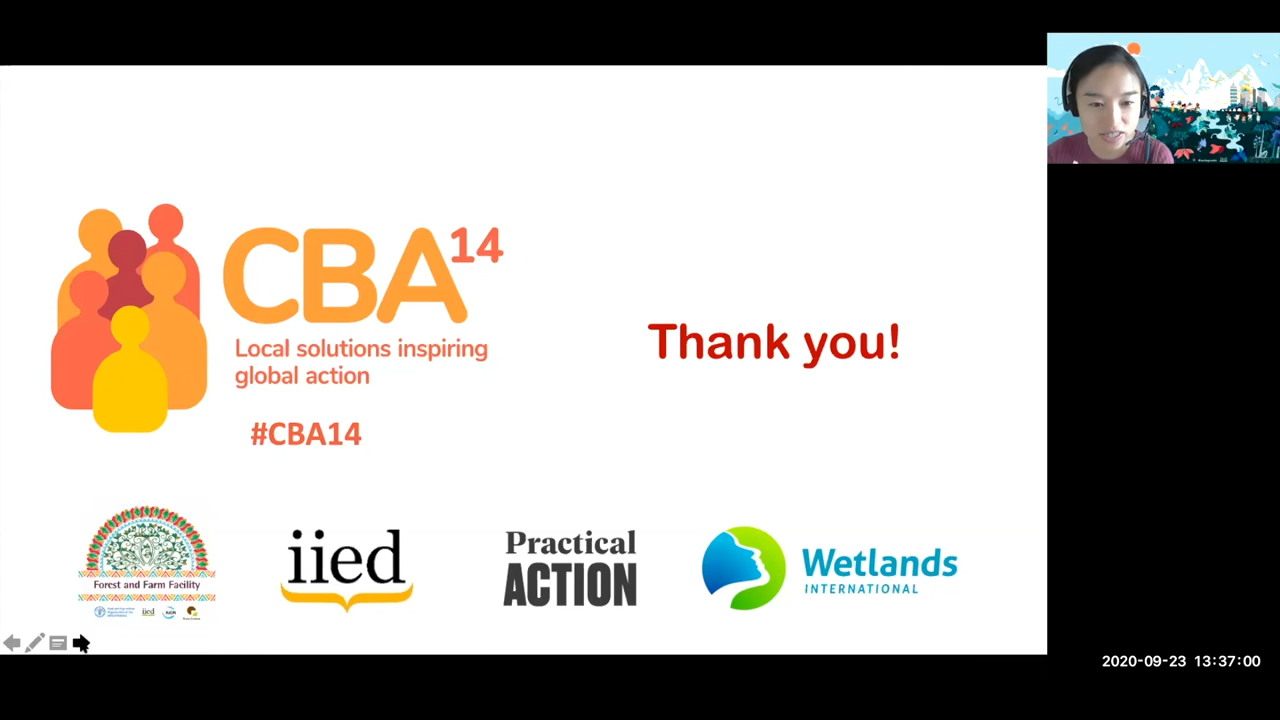 CBA14
Local solutions inspiring
global action
#CBA14
Thank you!
Forest and Farm Facility
iied
iied
Practical
ACTION
Wetlands
INTERNATIONAL
2020-09-23 13:37:00